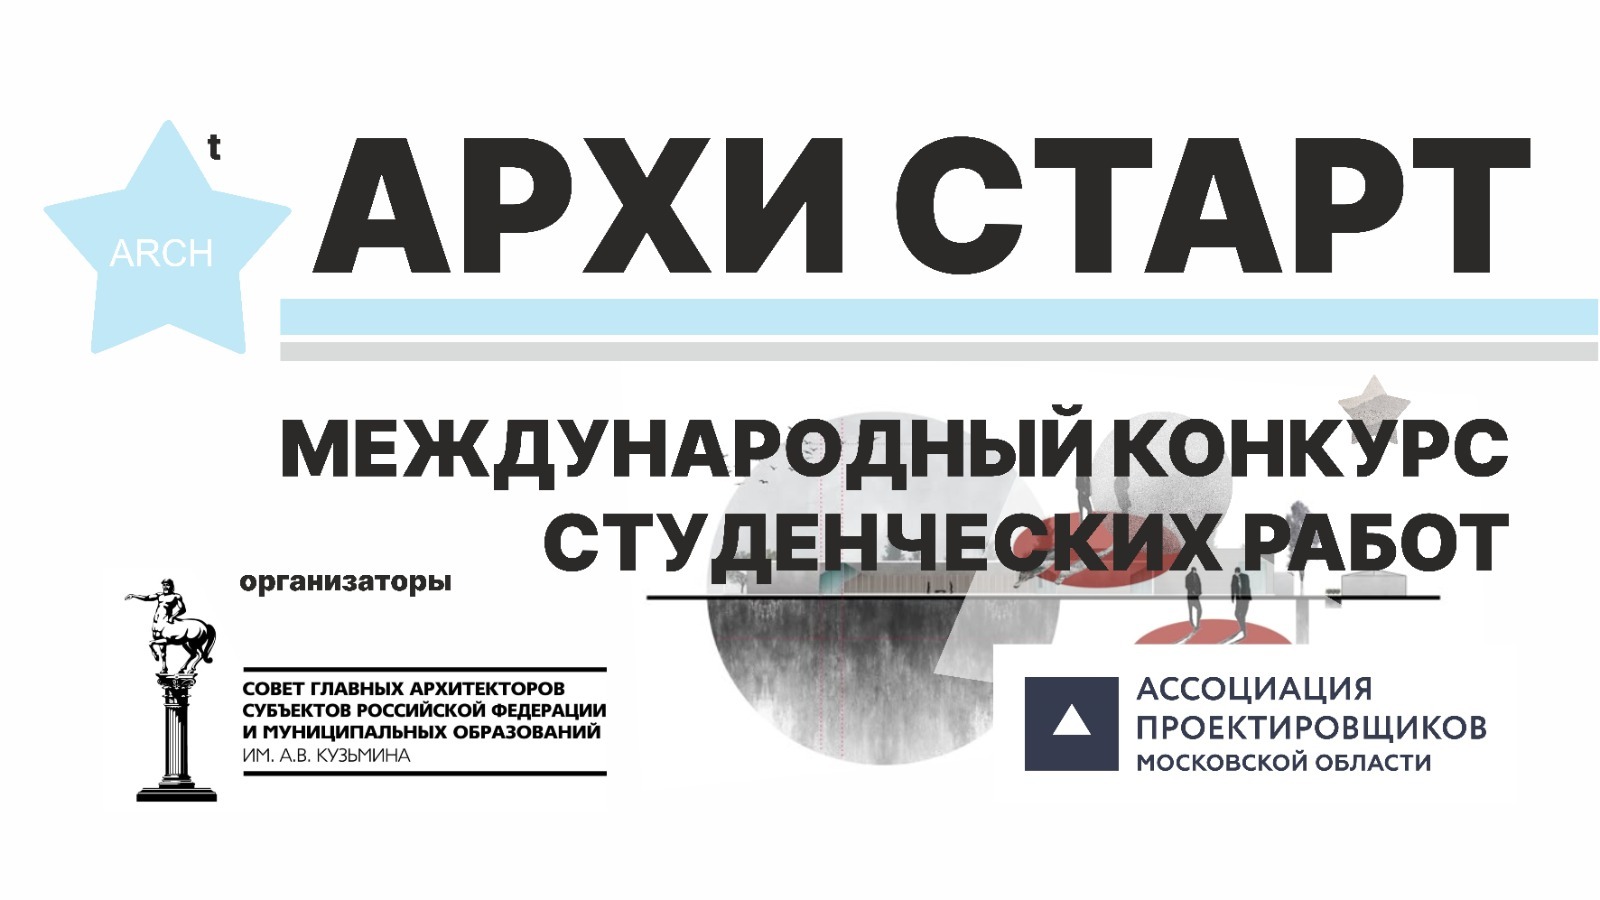 t
ARCH
АРХИ СТАРТ
МЕЖДУНАРОДНЫЙ КОНКУРС
СТУДЕНЧЕСКИХ РАБОТ
организаторы
СОВЕТ ГЛАВНЫХ АРХИТЕКТОРОВ
СУБЪЕКТОВ РОССИЙСКОЙ ФЕДЕРАЦИИ
И МУНИЦИПАЛЬНЫХ ОБРАЗОВАНИЙ
ИМ. А.В. КУЗЬМИНА
АССОЦИАЦИЯ
ПРОЕКТИРОВЩИКОВ
МОСКОВСКОЙ ОБЛАСТИ